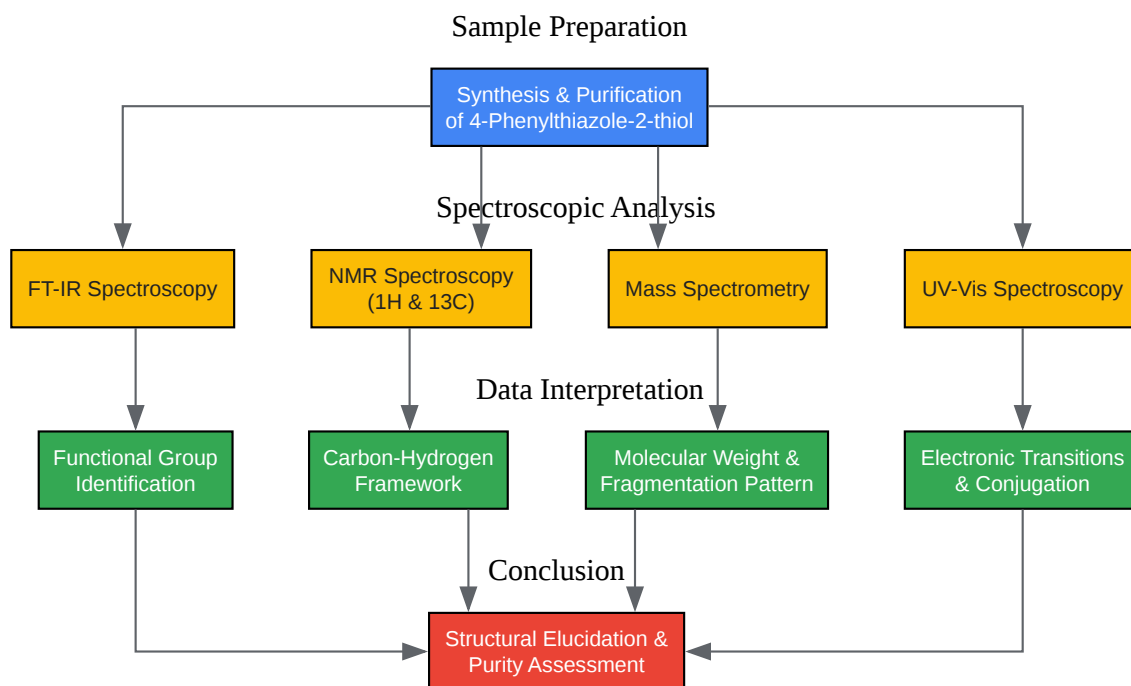 Sample Preparation
Synthesis & Purification
of 4-Phenylthiazole-2-thiol
Spectroscopic Analysis
FT-IR Spectroscopy
NMR Spectroscopy
(1H & 13C)
Mass Spectrometry
UV-Vis Spectroscopy
Data Interpretation
Functional Group
Identification
Carbon-Hydrogen
Framework
Molecular Weight &
Fragmentation Pattern
Electronic Transitions
& Conjugation
Conclusion
Structural Elucidation &
Purity Assessment